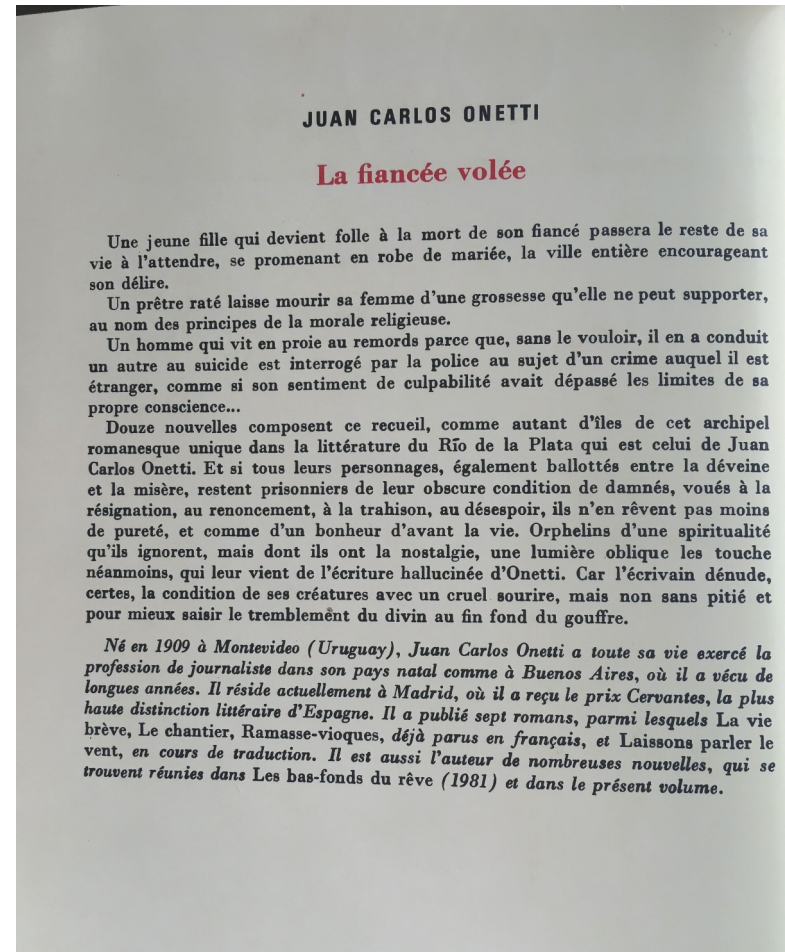 JUAN CARLOS ONETTI
La fiancée volée
Une jeune fille qui devient folle à la mort de son fiancé passera le reste de sa
vie à l'attendre, se promenant en robe de mariée, la ville entière encourageant
son délire.
Un prêtre raté laisse mourir sa femme d'une grossesse qu'elle ne peut supporter,
au nom des principes de la morale religieuse.
Un homme qui vit en proie au remords parce que, sans le vouloir, il en a conduit
un autre au suicide est interrogé par la police au sujet d'un crime auquel il est
étranger, comme si son sentiment de culpabilité avait dépassé les limites de sa
propre conscience...
Douze nouvelles composent ce recueil, comme autant d'îles de cet archipel
romanesque unique dans la littérature du Río de la Plata qui est celui de Juan
Carlos Onetti. Et si tous leurs personnages, également ballottés entre la déveine
et la misère, restent prisonniers de leur obscure condition de damnés, voués à la
résignation, au renoncement, à la trahison, au désespoir, ils n'en rêvent pas moins
de pureté, et comme d'un bonheur d'avant la vie. Orphelins d'une spiritualité
qu'ils ignorent, mais dont ils ont la nostalgie, une lumière oblique les touche
néanmoins, qui leur vient de l'écriture hallucinée d'Onetti. Car l'écrivain dénude,
certes, la condition de ses créatures avec un cruel sourire, mais non sans pitié et
pour mieux saisir le tremblement du divin au fin fond du gouffre.
Né en 1909 à Montevideo (Uruguay), Juan Carlos Onetti a toute sa vie exercé la
profession de journaliste dans son pays natal comme à Buenos Aires, où il a vécu de
longues années. Il réside actuellement à Madrid, où il a reçu le prix Cervantes, la plus
haute distinction littéraire d'Espagne. Il a publié sept romans, parmi lesquels La vie
brève, Le chantier, Ramasse-vioques, déjà parus en français, et Laissons parler le
vent, en cours de traduction. Il est aussi l'auteur de nombreuses nouvelles, qui se
trouvent réunies dans Les bas-fonds du rêve (1981) et dans le présent volume.